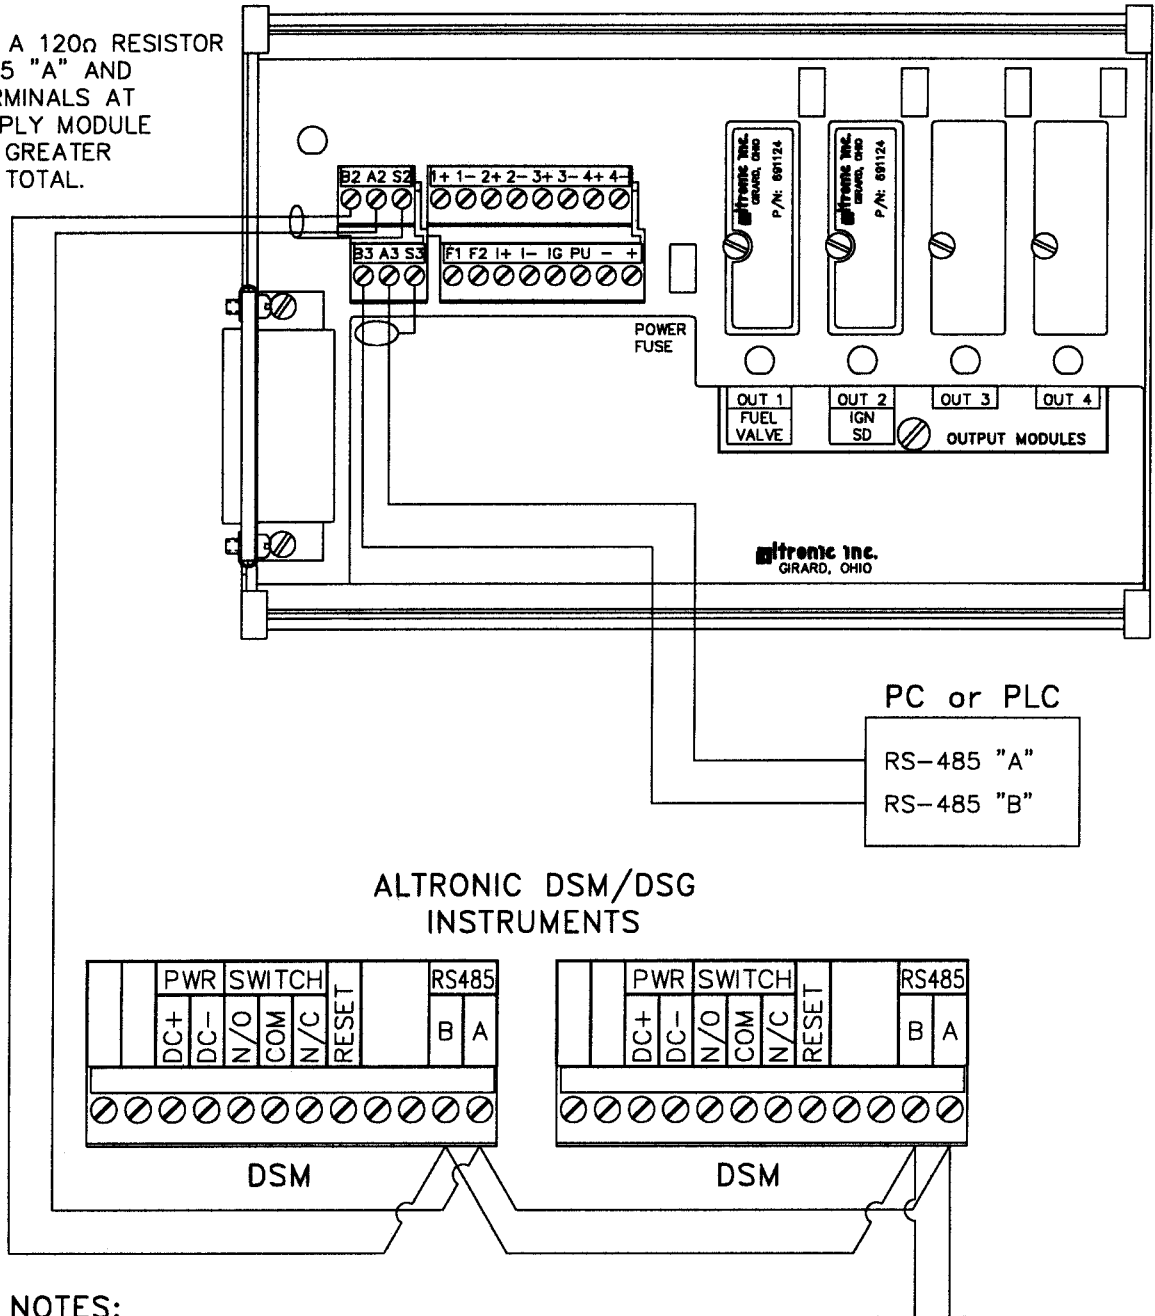 A 120Ω RESISTOR
5 "A" AND
RMINALS AT
PLY MODULE
GREATER
TOTAL.
B2 A2 S2
1+ 1- 2+ 2- 3+ 3- 4+ 4-
B3 A3 S3
F1 F2 I+ I- IG PU - +
POWER
FUSE
altronic inc.
GIRARD, OHIO
P/N: 691124
altronic inc.
GIRARD, OHIO
P/N: 691124
OUT 1
FUEL
VALVE
OUT 2
IGN
SD
OUT 3
OUT 4
OUTPUT MODULES
altronic inc.
GIRARD, OHIO
PC or PLC
RS-485 "A"
RS-485 "B"
ALTRONIC DSM/DSG
INSTRUMENTS
PWR SWITCH RS485
DC+ DC- N/O COM N/C RESET B A
DSM
PWR SWITCH RS485
DC+ DC- N/O COM N/C RESET B A
DSM
NOTES: